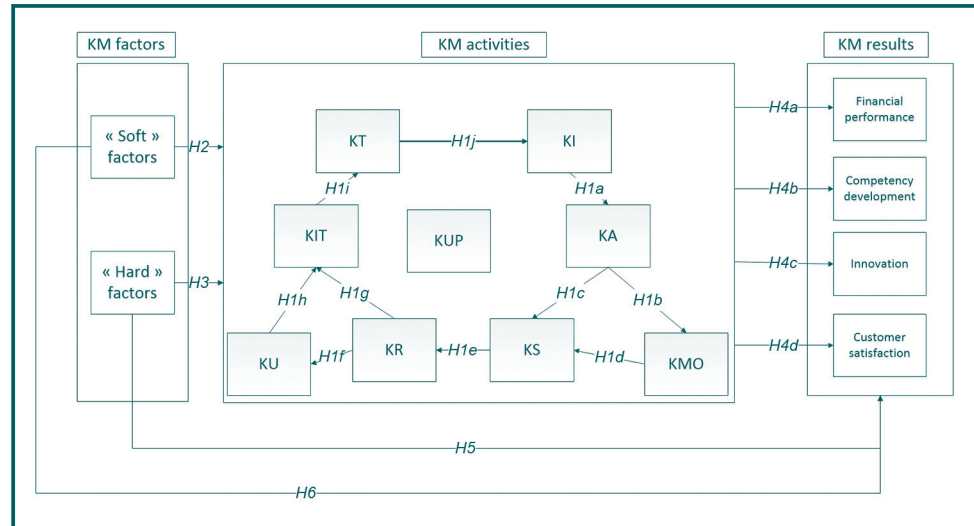 KM factors
KM activities
KM results
« Soft »
factors
H2
« Hard »
factors
H3
KT
H1j
KI
H1i
H1a
KIT
KUP
KA
H1h
H1g
H1c
H1b
KU
H1f
KR
H1e
KS
H1d
KMO
H4a
Financial
performance
H4b
Competency
development
H4c
Innovation
H4d
Customer
satisfaction
H5
H6